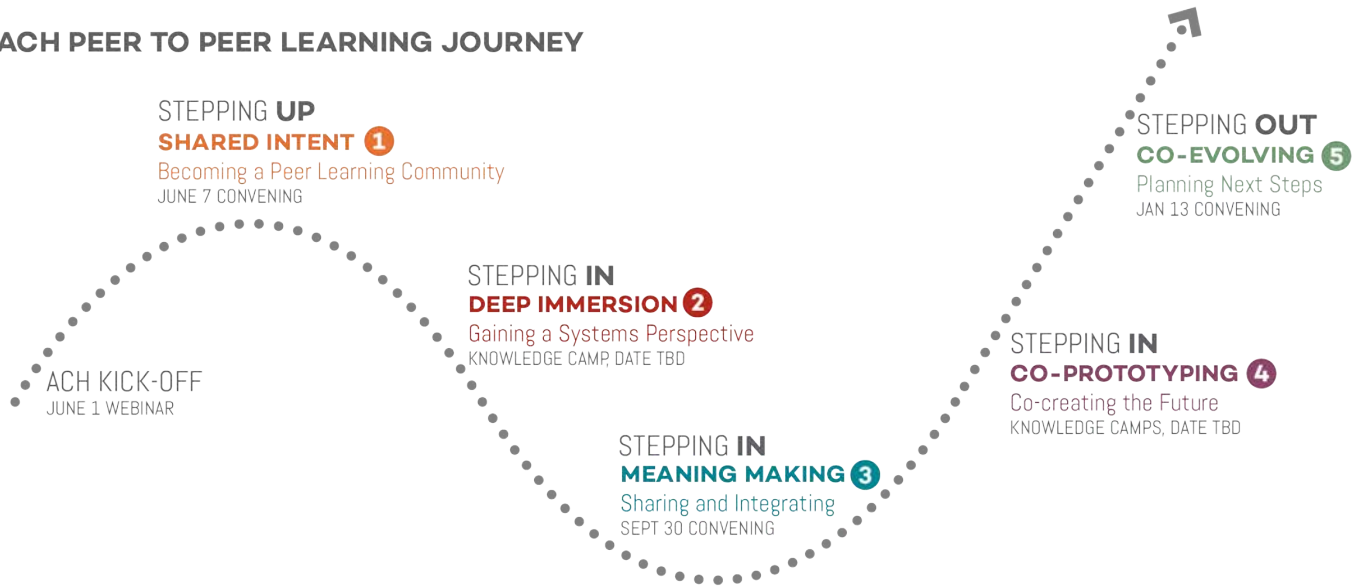 ACH PEER TO PEER LEARNING JOURNEY
STEPPING UP
SHARED INTENT 1
Becoming a Peer Learning Community
JUNE 7 CONVENING
STEPPING OUT
CO-EVOLVING 5
Planning Next Steps
JAN 13 CONVENING
STEPPING IN
DEEP IMMERSION 2
Gaining a Systems Perspective
KNOWLEDGE CAMP, DATE TBD
STEPPING IN
CO-PROTOTYPING 4
Co-creating the Future
KNOWLEDGE CAMPS, DATE TBD
ACH KICK-OFF
JUNE 1 WEBINAR
STEPPING IN
MEANING MAKING 3
Sharing and Integrating
SEPT 30 CONVENING